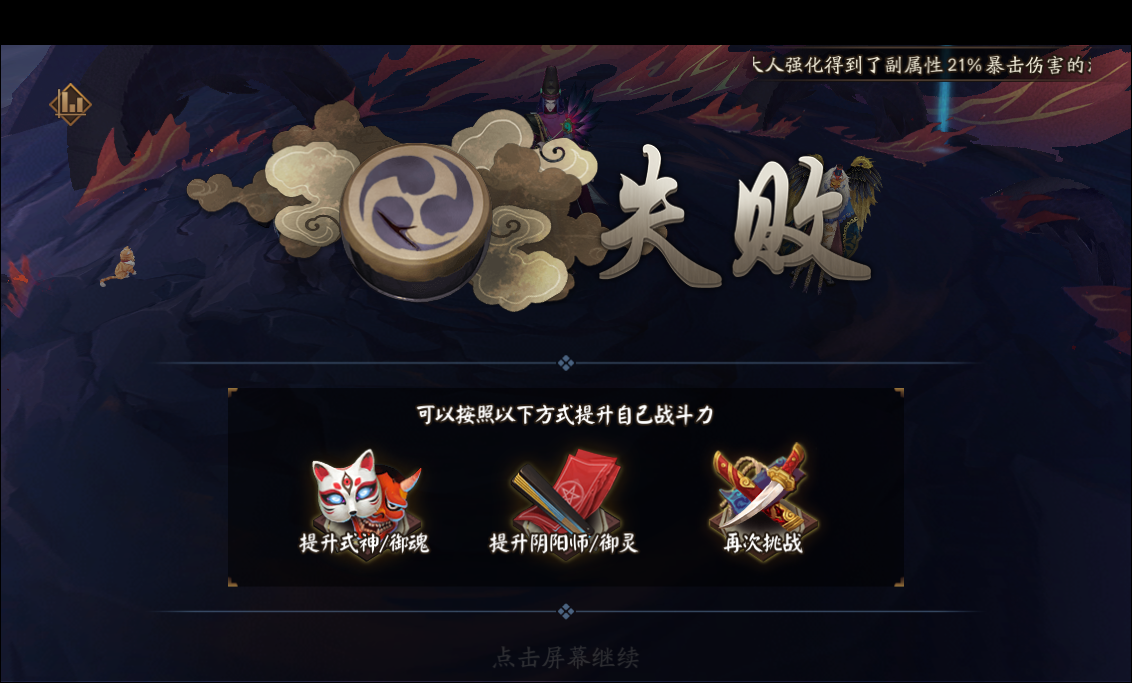 人强化得到了副属性21%暴击伤害的
失败
可以按照以下方式提升自己战斗力
提升式神/御魂
提升阴阳师/御灵
再次挑战
点击屏幕继续